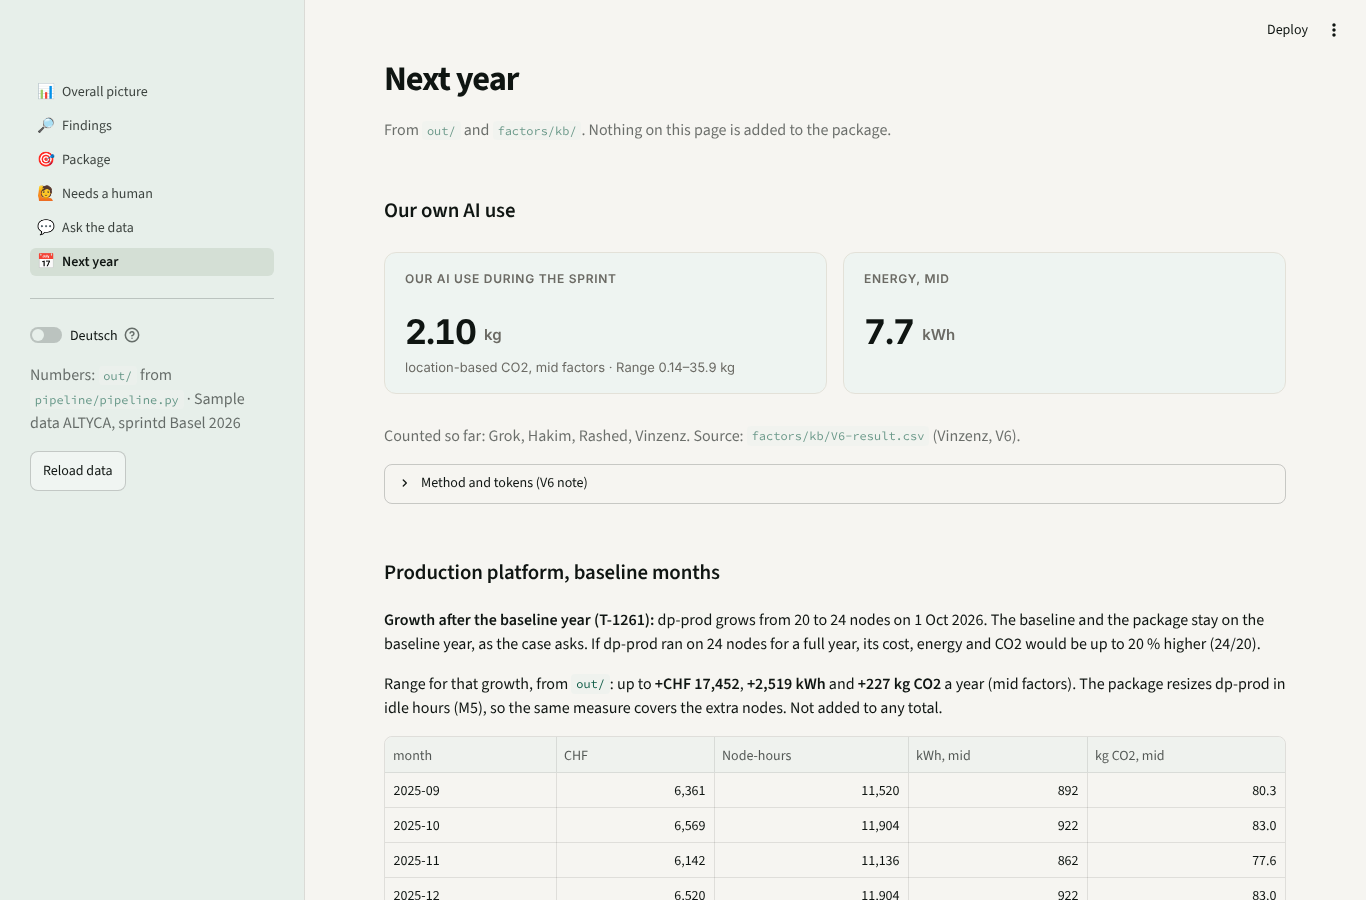 Deploy
Overall picture
Findings
Package
Needs a human
Ask the data
Next year
Deutsch
Numbers: out/ from
pipeline/pipeline.py · Sample
data ALTYCA, sprintd Basel 2026
Reload data
Next year
From out/ and factors/kb/. Nothing on this page is added to the package.
Our own AI use
OUR AI USE DURING THE SPRINT
2.10 kg
location-based CO2, mid factors · Range 0.14–35.9 kg
ENERGY, MID
7.7 kWh
Counted so far: Grok, Hakim, Rashed, Vinzenz. Source: factors/kb/V6-result.csv (Vinzenz, V6).
Method and tokens (V6 note)
Production platform, baseline months
Growth after the baseline year (T-1261): dp-prod grows from 20 to 24 nodes on 1 Oct 2026. The baseline and the package stay on the
baseline year, as the case asks. If dp-prod ran on 24 nodes for a full year, its cost, energy and CO2 would be up to 20 % higher (24/20).
Range for that growth, from out/: up to +CHF 17,452, +2,519 kWh and +227 kg CO2 a year (mid factors). The package resizes dp-prod in
idle hours (M5), so the same measure covers the extra nodes. Not added to any total.
month CHF Node-hours kWh, mid kg CO2, mid
2025-09 6,361 11,520 892 80.3
2025-10 6,569 11,904 922 83.0
2025-11 6,142 11,136 862 77.6
2025-12 6,520 11,904 922 83.0